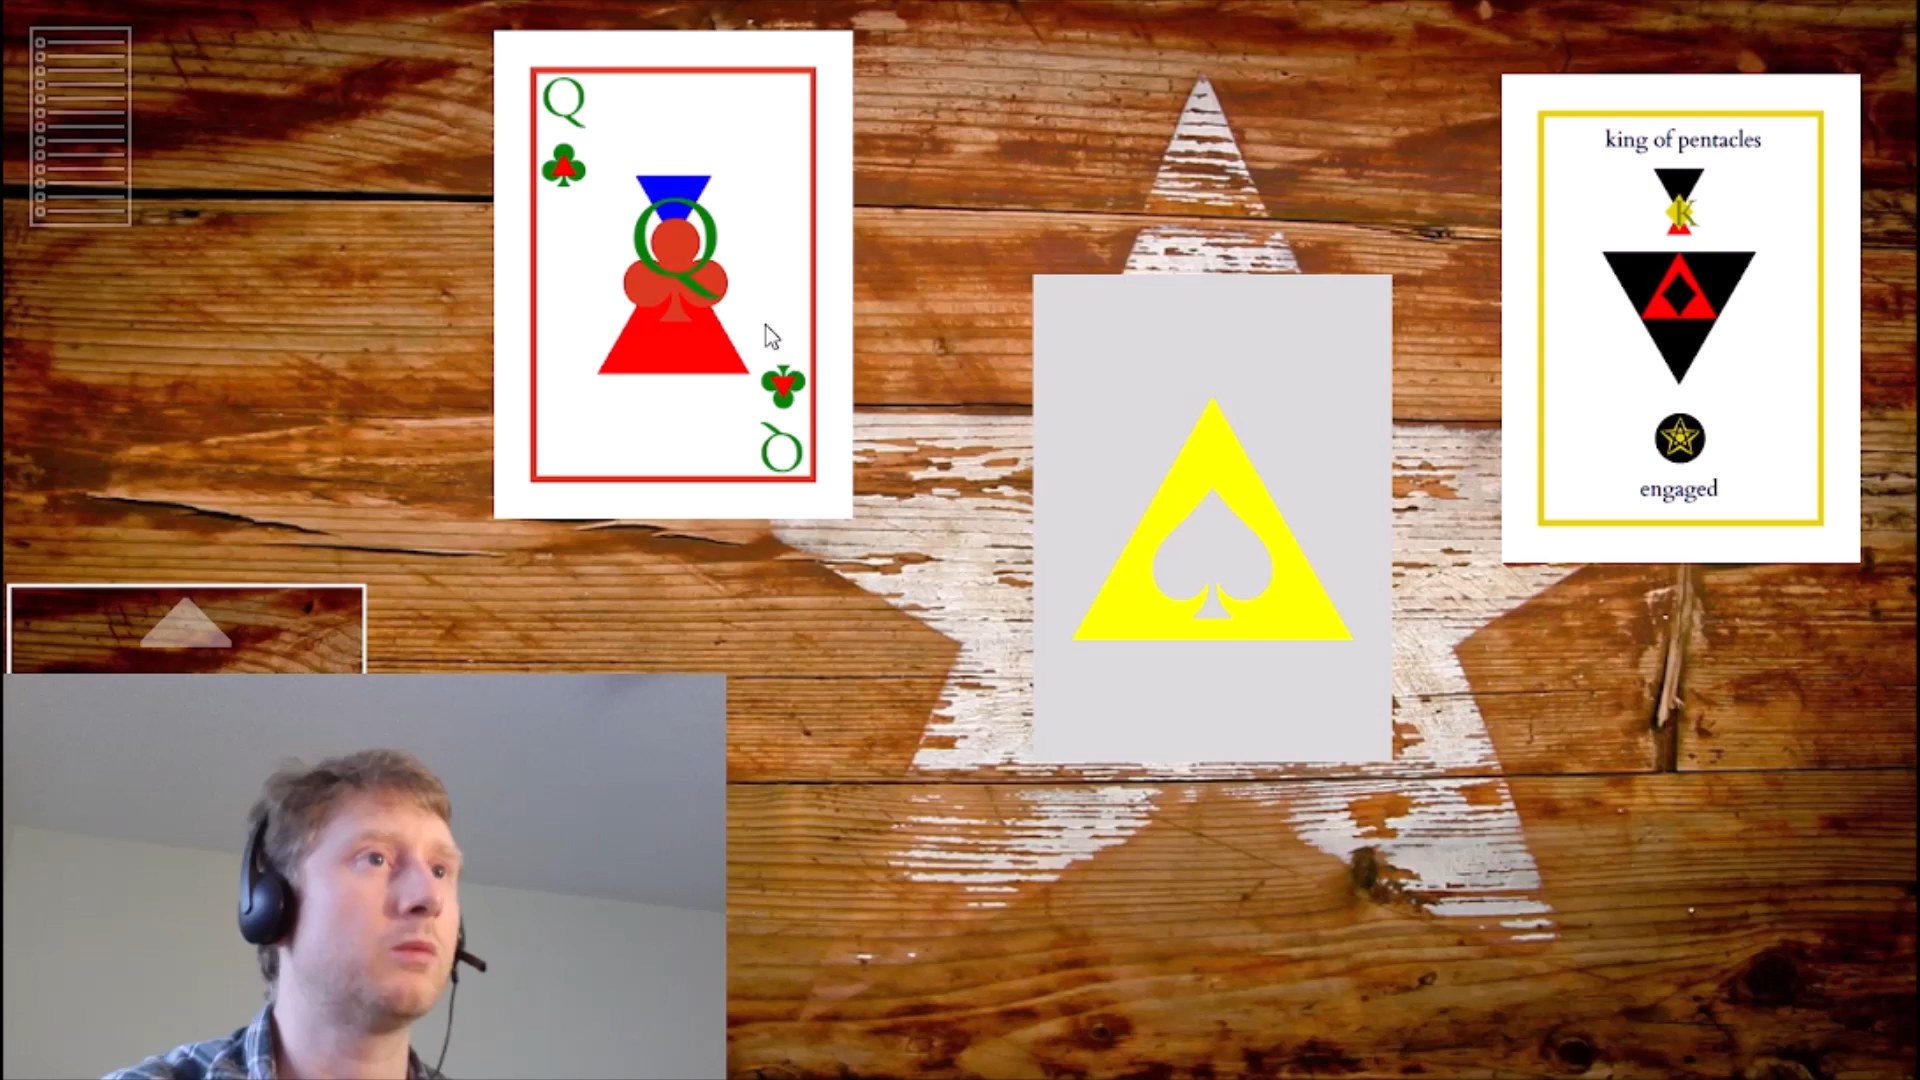 Q
Q
Q
king of pentacles
K
engaged